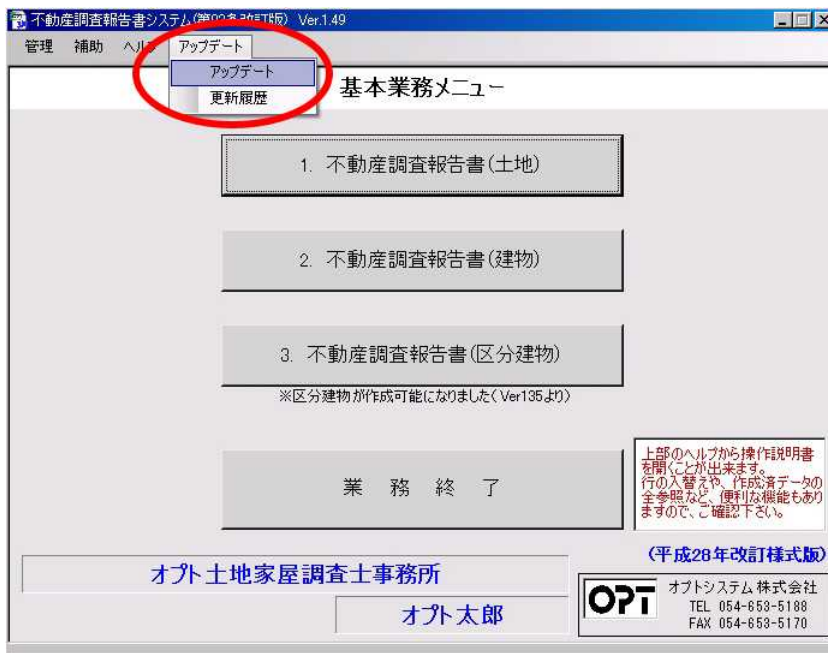 不動産調査報告書システム(第93条改訂版) Ver.1.49
管理 補助 ヘル アップデート
アップデート
更新履歴
基本業務メニュー
1. 不動産調査報告書(土地)
2. 不動産調査報告書(建物)
3. 不動産調査報告書(区分建物)
※区分建物が作成可能になりました(Ver135より)
業 務 終 了
上部のヘルプから操作説明書
を開くことが出来ます。
行の入替えや、作成済データの
全参照など、便利な機能もあり
ますので、ご確認下さい。
(平成28年改訂様式版)
オプト土地家屋調査士事務所
オプト太郎
OPT
オプトシステム株式会社
TEL 054-653-5188
FAX 054-653-5170